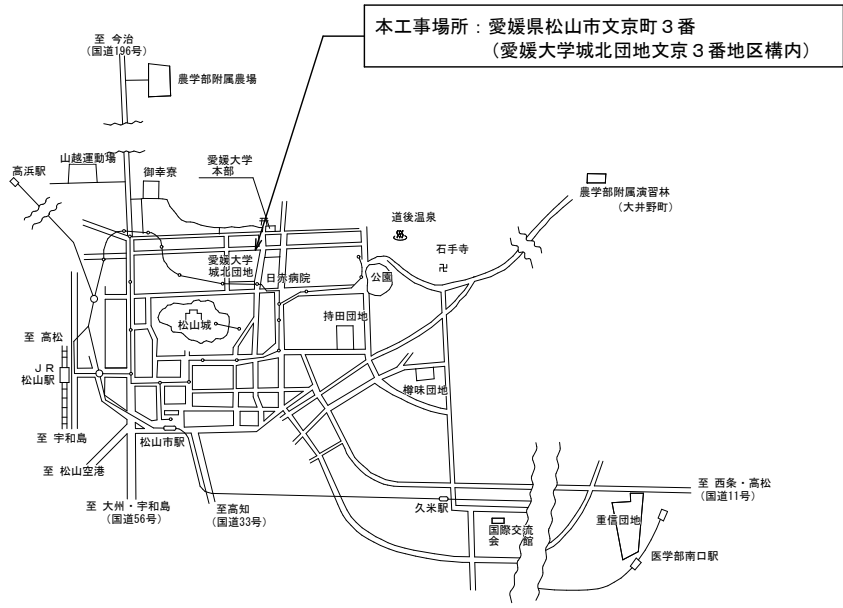 本工事場所：愛媛県松山市文京町３番
（愛媛大学城北団地文京３番地区構内）
至 今治
（国道196号）
農学部附属農場
山越運動場
高浜駅
御幸寮
愛媛大学
本部
農学部附属演習林
（大井野町）
道後温泉
石手寺
卍
愛媛大学
城北団地
日赤病院
公園
松山城
持田団地
至 高松
ＪＲ
松山駅
樽味団地
至 宇和島
松山市駅
至 松山空港
至 大州・宇和島
（国道56号）
至高知
（国道33号）
久米駅
至 西条・高松
（国道11号）
国際交流
会　館
重信団地
医学部南口駅